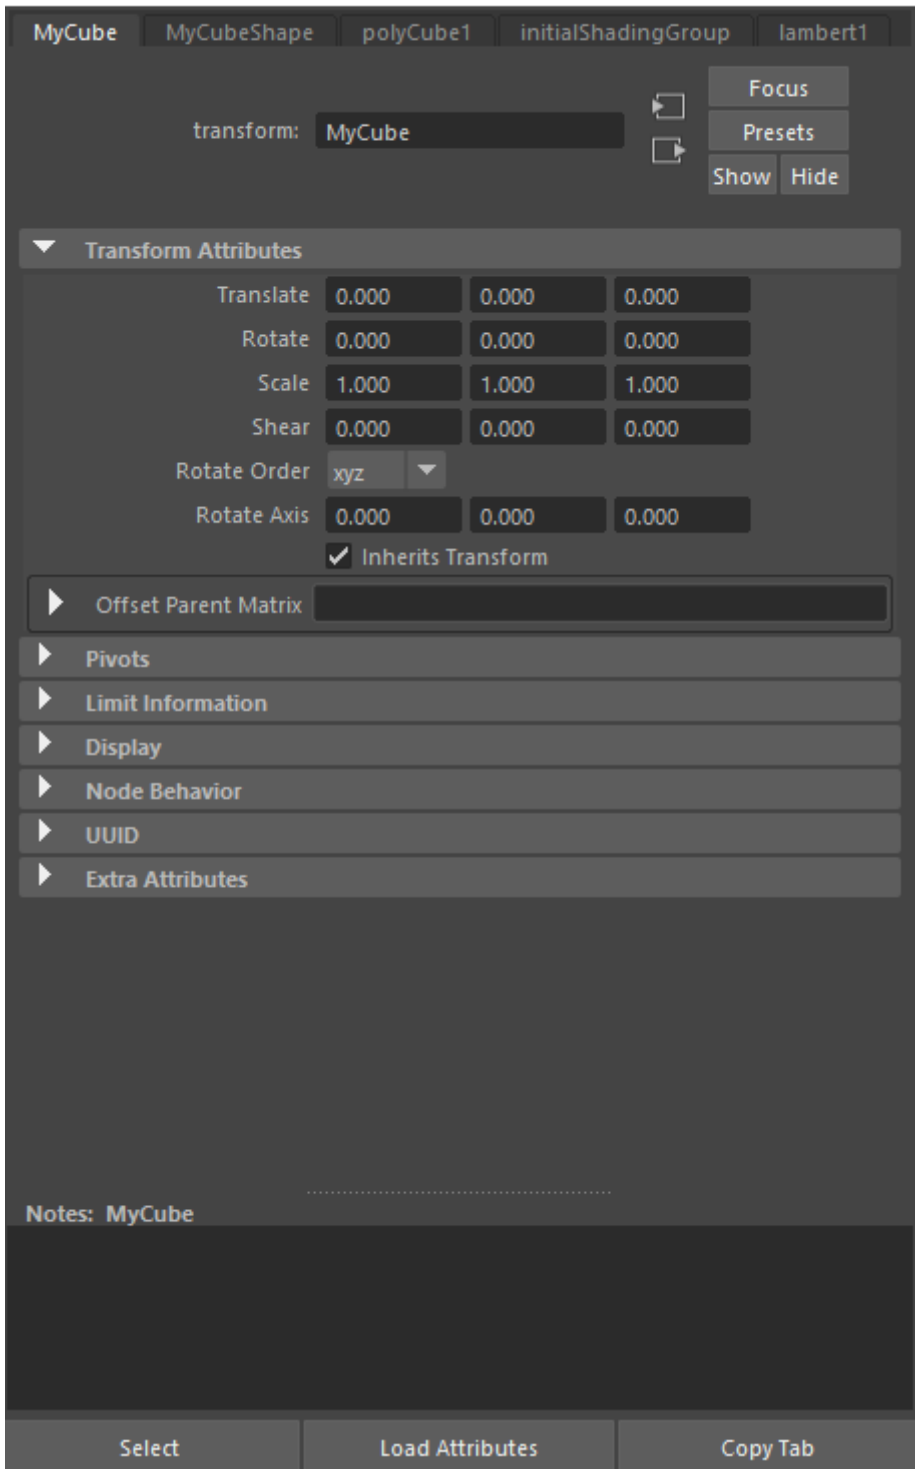 MyCube MyCubeShape polyCube1 initialShadingGroup lambert1
Focus
transform: MyCube Presets
Show Hide
Transform Attributes
Translate 0.000 0.000 0.000
Rotate 0.000 0.000 0.000
Scale 1.000 1.000 1.000
Shear 0.000 0.000 0.000
Rotate Order xyz
Rotate Axis 0.000 0.000 0.000
Inherits Transform
Offset Parent Matrix
Pivots
Limit Information
Display
Node Behavior
UUID
Extra Attributes
Notes: MyCube
Select Load Attributes Copy Tab